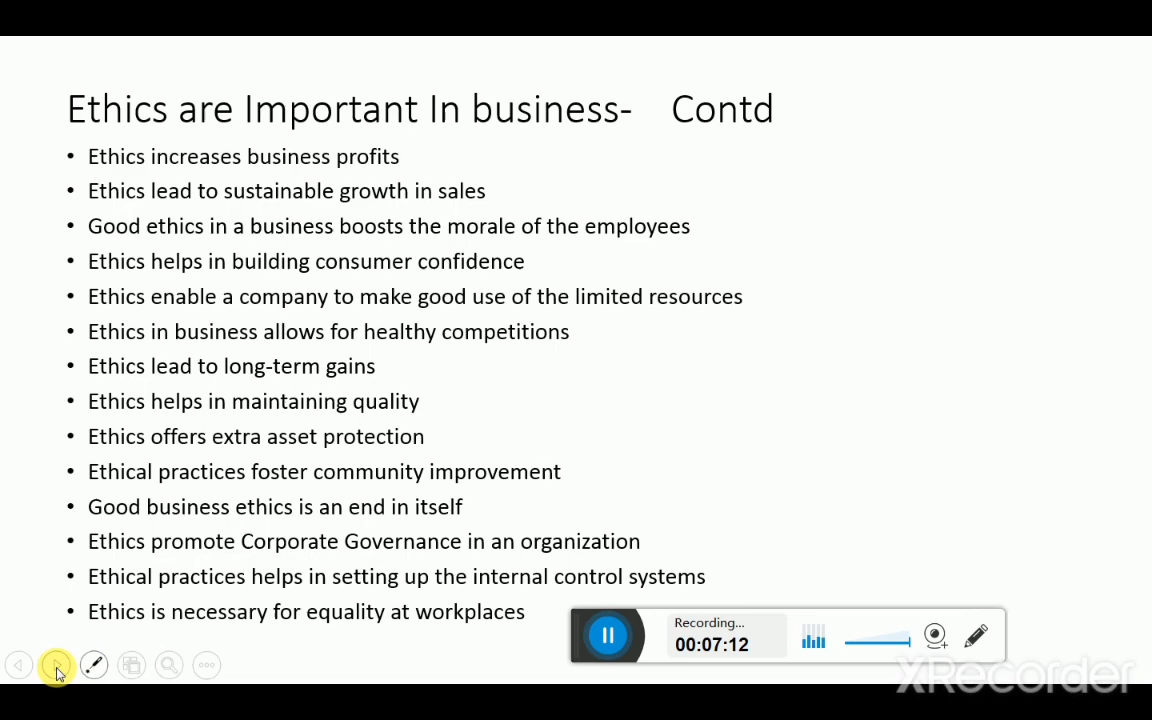 Ethics are Important In business- Contd
• Ethics increases business profits
• Ethics lead to sustainable growth in sales
• Good ethics in a business boosts the morale of the employees
• Ethics helps in building consumer confidence
• Ethics enable a company to make good use of the limited resources
• Ethics in business allows for healthy competitions
• Ethics lead to long-term gains
• Ethics helps in maintaining quality
• Ethics offers extra asset protection
• Ethical practices foster community improvement
• Good business ethics is an end in itself
• Ethics promote Corporate Governance in an organization
• Ethical practices helps in setting up the internal control systems
• Ethics is necessary for equality at workplaces
Recording...
00:07:12
XRecorder